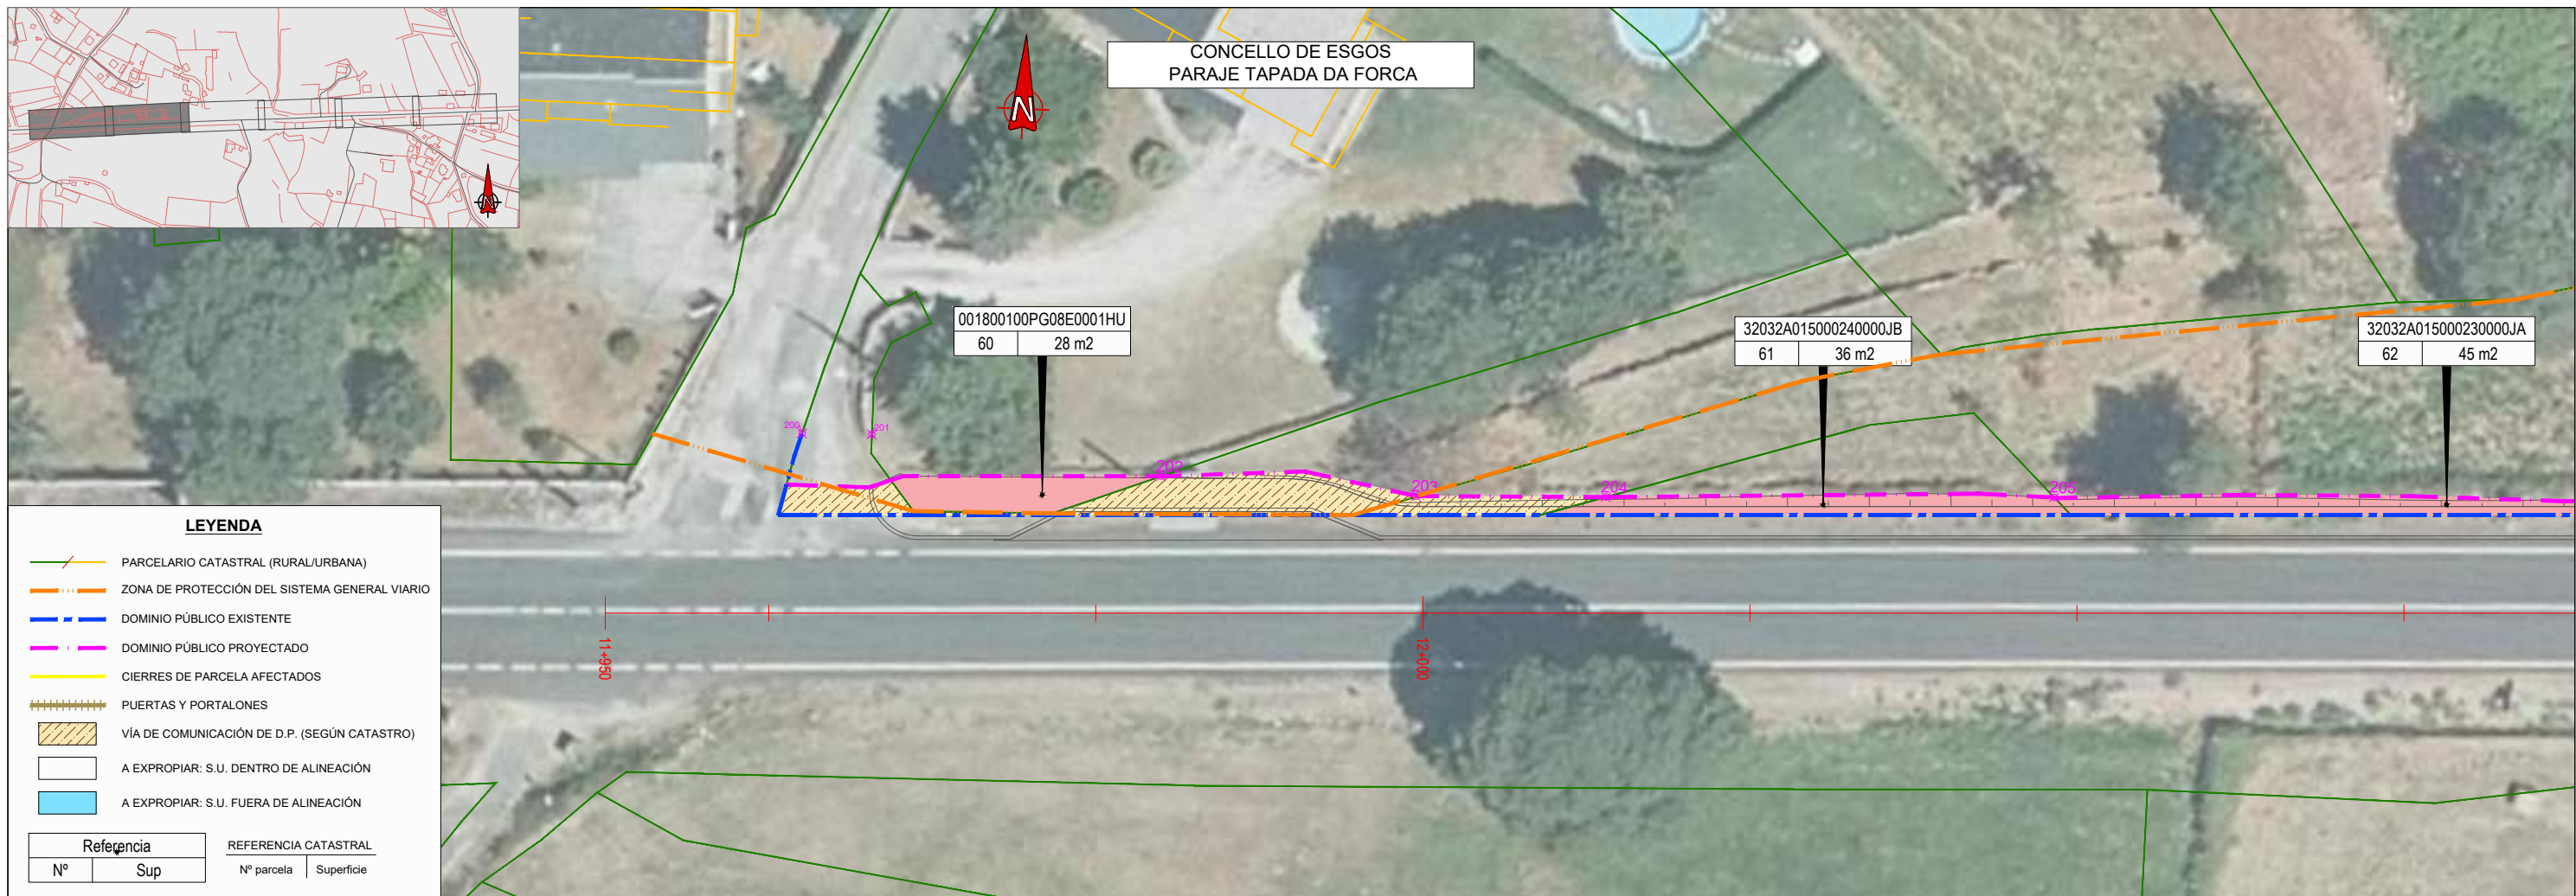 N
CONCELLO DE ESGOS
PARAJE TAPADA DA FORCA
N
001800100PG08E0001HU
60 28 m2
32032A015000240000JB
61 36 m2
32032A015000230000JA
62 45 m2
200
201
202
203
204
205
11+950
12+000
LEYENDA
PARCELARIO CATASTRAL (RURAL/URBANA)
ZONA DE PROTECCIÓN DEL SISTEMA GENERAL VIARIO
DOMINIO PÚBLICO EXISTENTE
DOMINIO PÚBLICO PROYECTADO
CIERRES DE PARCELA AFECTADOS
PUERTAS Y PORTALONES
VÍA DE COMUNICACIÓN DE D.P. (SEGÚN CATASTRO)
A EXPROPIAR: S.U. DENTRO DE ALINEACIÓN
A EXPROPIAR: S.U. FUERA DE ALINEACIÓN
Referencia
Nº Sup
REFERENCIA CATASTRAL
Nº parcela Superficie